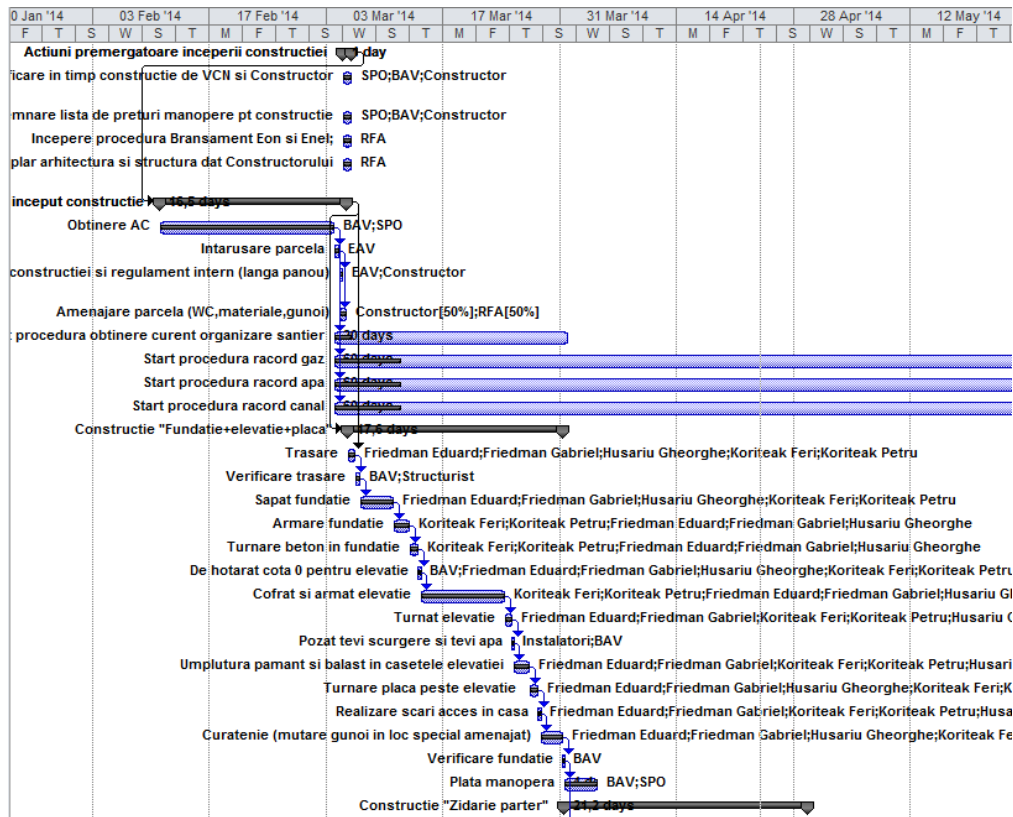 0 Jan '14 03 Feb '14 17 Feb '14 03 Mar '14 17 Mar '14 31 Mar '14 14 Apr '14 28 Apr '14 12 May '14
F T S W S T M F T S W S T M F S W S T M F T S W S T M F T
Actiuni premergatoare inceperii constructiei 1 day
ficare in timp constructie de VCN si Constructor SPO;BAV;Constructor
mnare lista de preturi manopere pt constructie SPO;BAV;Constructor
Incepere procedura Bransament Eon si Enel; RFA
plar arhitectura si structura dat Constructorului RFA
inceput constructie 16,5 days
Obtinere AC BAV;SPO
Intarusare parcela EAV
constructiei si regulament intern (langa panou) EAV;Constructor
Amenajare parcela (WC,materiale,gunoi) Constructor[50%];RFA[50%]
t procedura obtinere curent organizare santier 20 days
Start procedura racord gaz 60 days
Start procedura racord apa 60 days
Start procedura racord canal 60 days
Constructie "Fundatie+elevatie+placa" 17,6 days
Trasare Friedman Eduard;Friedman Gabriel;Husariu Gheorghe;Koriteak Feri;Koriteak Petru
Verificare trasare BAV;Structurist
Sapat fundatie Friedman Eduard;Friedman Gabriel;Husariu Gheorghe;Koriteak Feri;Koriteak Petru
Armare fundatie Koriteak Feri;Koriteak Petru;Friedman Eduard;Friedman Gabriel;Husariu Gheorghe
Turnare beton in fundatie Koriteak Feri;Koriteak Petru;Friedman Eduard;Friedman Gabriel;Husariu Gheorghe
De hotarat cota 0 pentru elevatie BAV;Friedman Eduard;Friedman Gabriel;Husariu Gheorghe;Koriteak Feri;Koriteak Petru
Cofrat si armat elevatie Koriteak Feri;Koriteak Petru;Friedman Eduard;Friedman Gabriel;Husariu Gl
Turnat elevatie Friedman Eduard;Friedman Gabriel;Koriteak Feri;Koriteak Petru;Husariu G
Pozat tevi scurgere si tevi apa Instalatori;BAV
Umplutura pamant si balast in casetele elevatiei Friedman Eduard;Friedman Gabriel;Koriteak Feri;Koriteak Petru;Husari
Turnare placa peste elevatie Friedman Eduard;Friedman Gabriel;Husariu Gheorghe;Koriteak Feri;K
Realizare scari acces in casa Friedman Eduard;Friedman Gabriel;Koriteak Feri;Koriteak Petru;Husa
Curatenie (mutare gunoi in loc special amenajat) Friedman Eduard;Friedman Gabriel;Husariu Gheorghe;Koriteak Fe
Verificare fundatie BAV
Plata manopera BAV;SPO
Constructie "Zidarie parter" 21,2 days